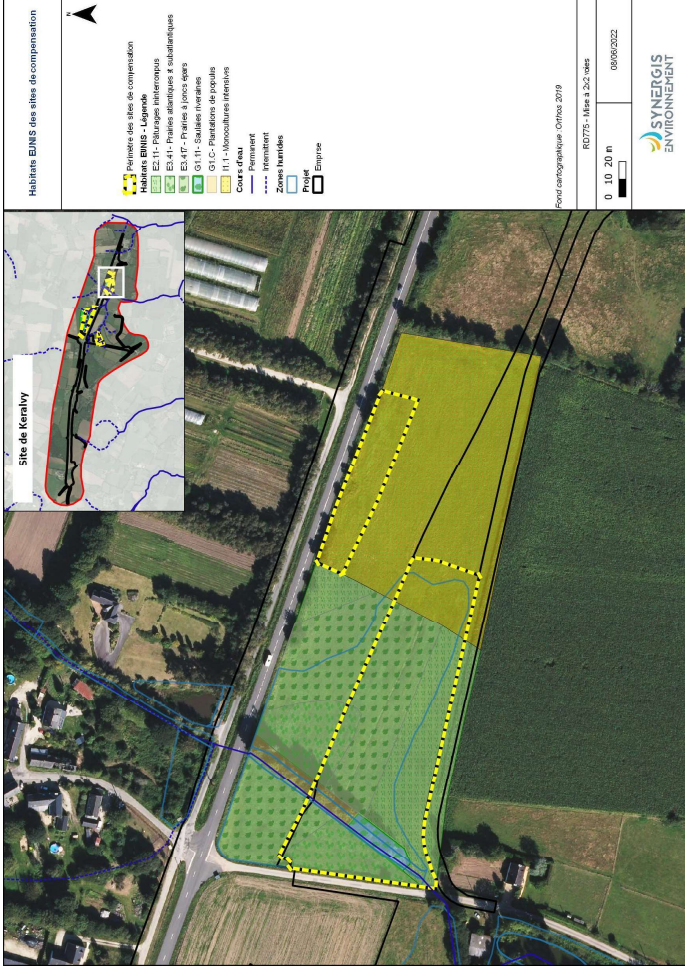 Habitats EUNIS des sites de compensation
N
Périmètre des sites de compensation
Habitats EUNIS - Légende
E2.11- Pâturages ininterrompus
E3.41- Prairies atlantiques et subatlantiques
E3.417 - Prairies à joncs épars
G1.11- Saulaies riveraines
G1.C - Plantations de populus
I1.1 - Monocultures intensives
Cours d'eau
Permanent
Intermittent
Zones humides
Projet
Emprise
Fond cartographique : Orthos 2019
RD775 - Mise à 2x2 voies
0 10 20 m
08/06/2022
SYNERGIS
ENVIRONNEMENT
Site de Keralvy